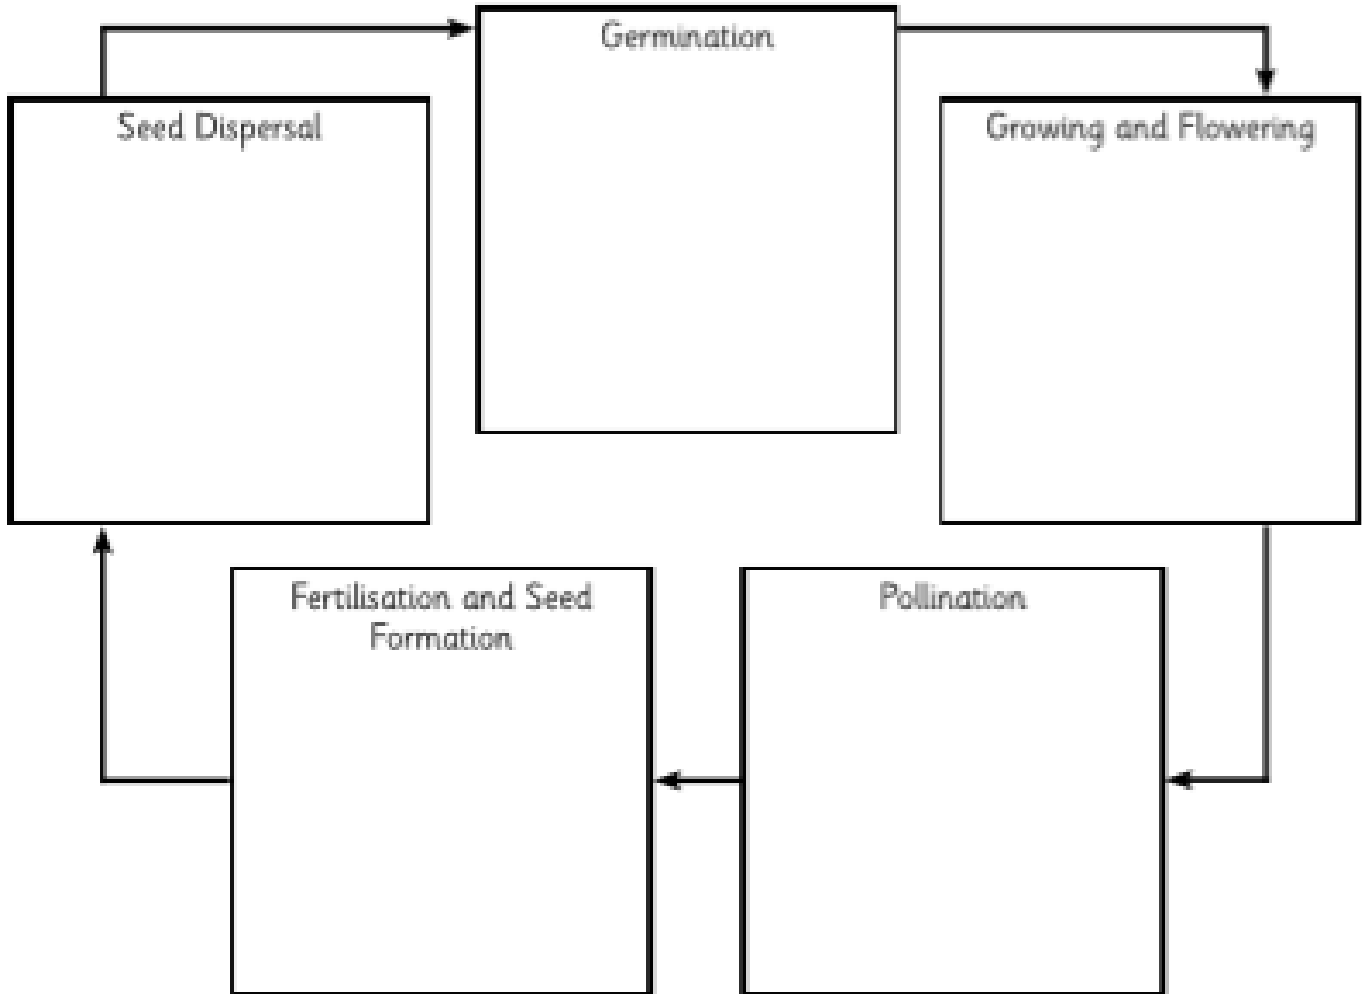 Germination
Seed Dispersal
Growing and Flowering
Fertilisation and Seed
Formation
Pollination